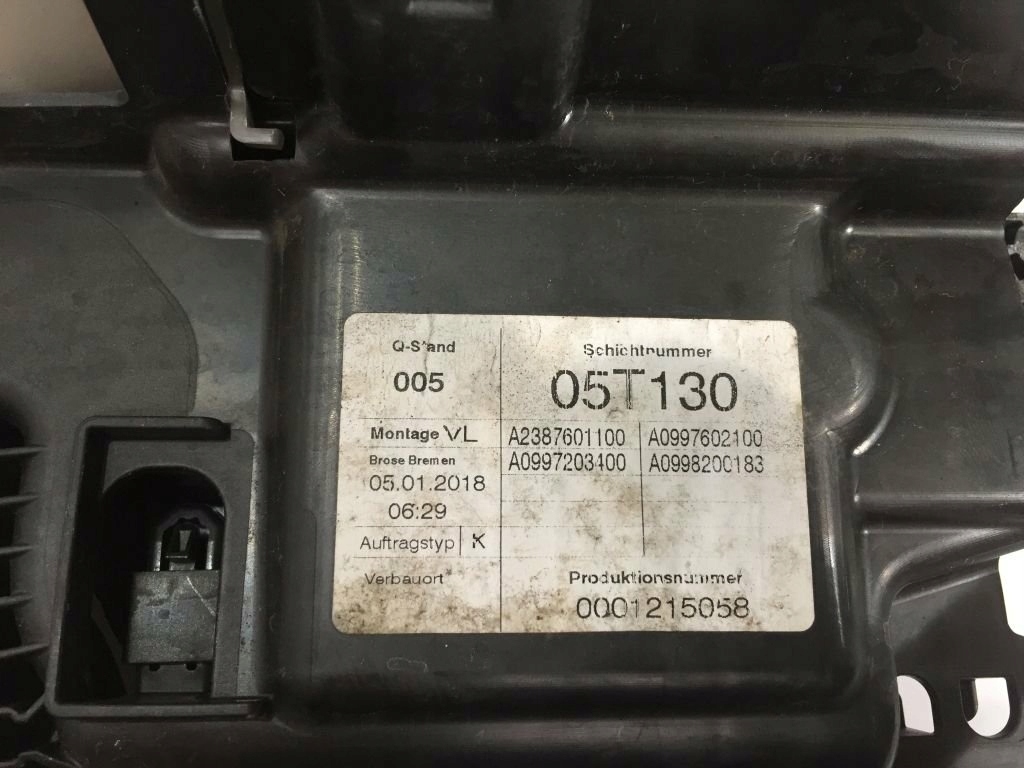 Q-Stand
Schichtnummer
005
05T130
Montage VL
A2387601100 A0997602100
Brose Bremen
A0997203400 A0998200183
05.01.2018
06:29
Auftragstyp K
Verbauort
Produktionsnummer
0001215058